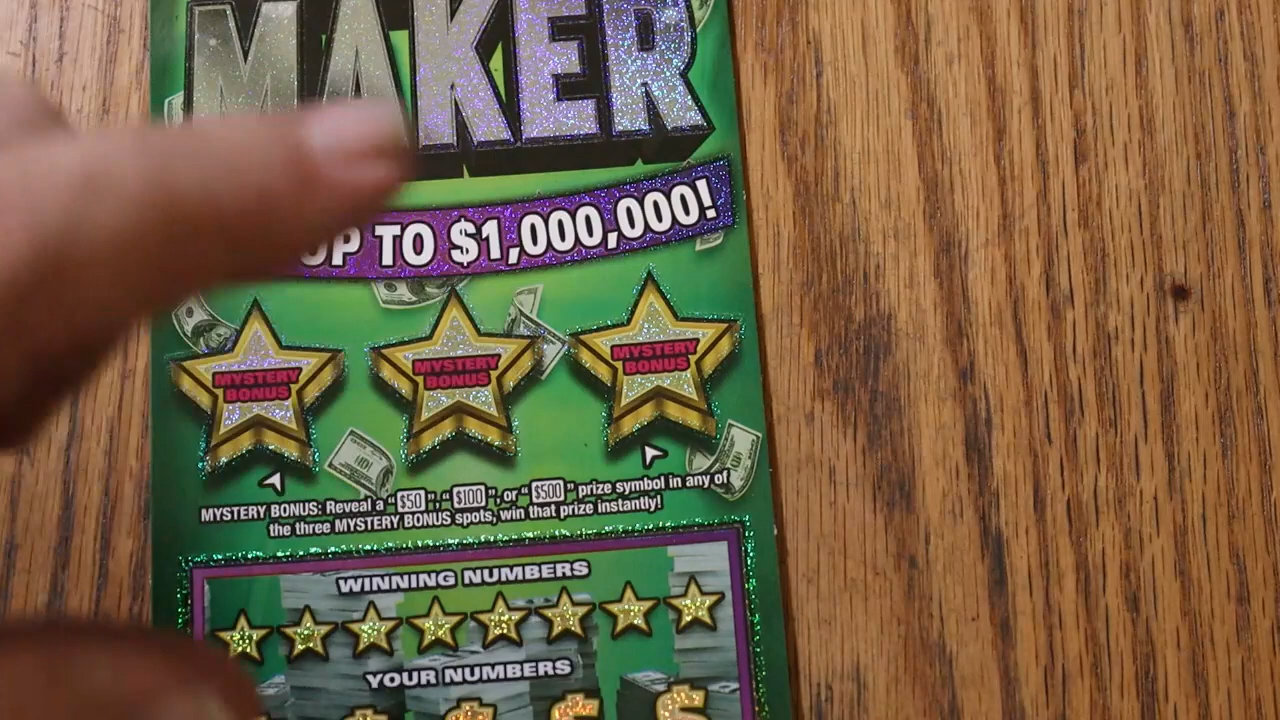 MAKER
UP TO $1,000,000!
MYSTERY BONUS
MYSTERY BONUS
MYSTERY BONUS
MYSTERY BONUS: Reveal a "$50", "$100", or "$500" prize symbol in any of
the three MYSTERY BONUS spots, win that prize instantly!
WINNING NUMBERS
YOUR NUMBERS